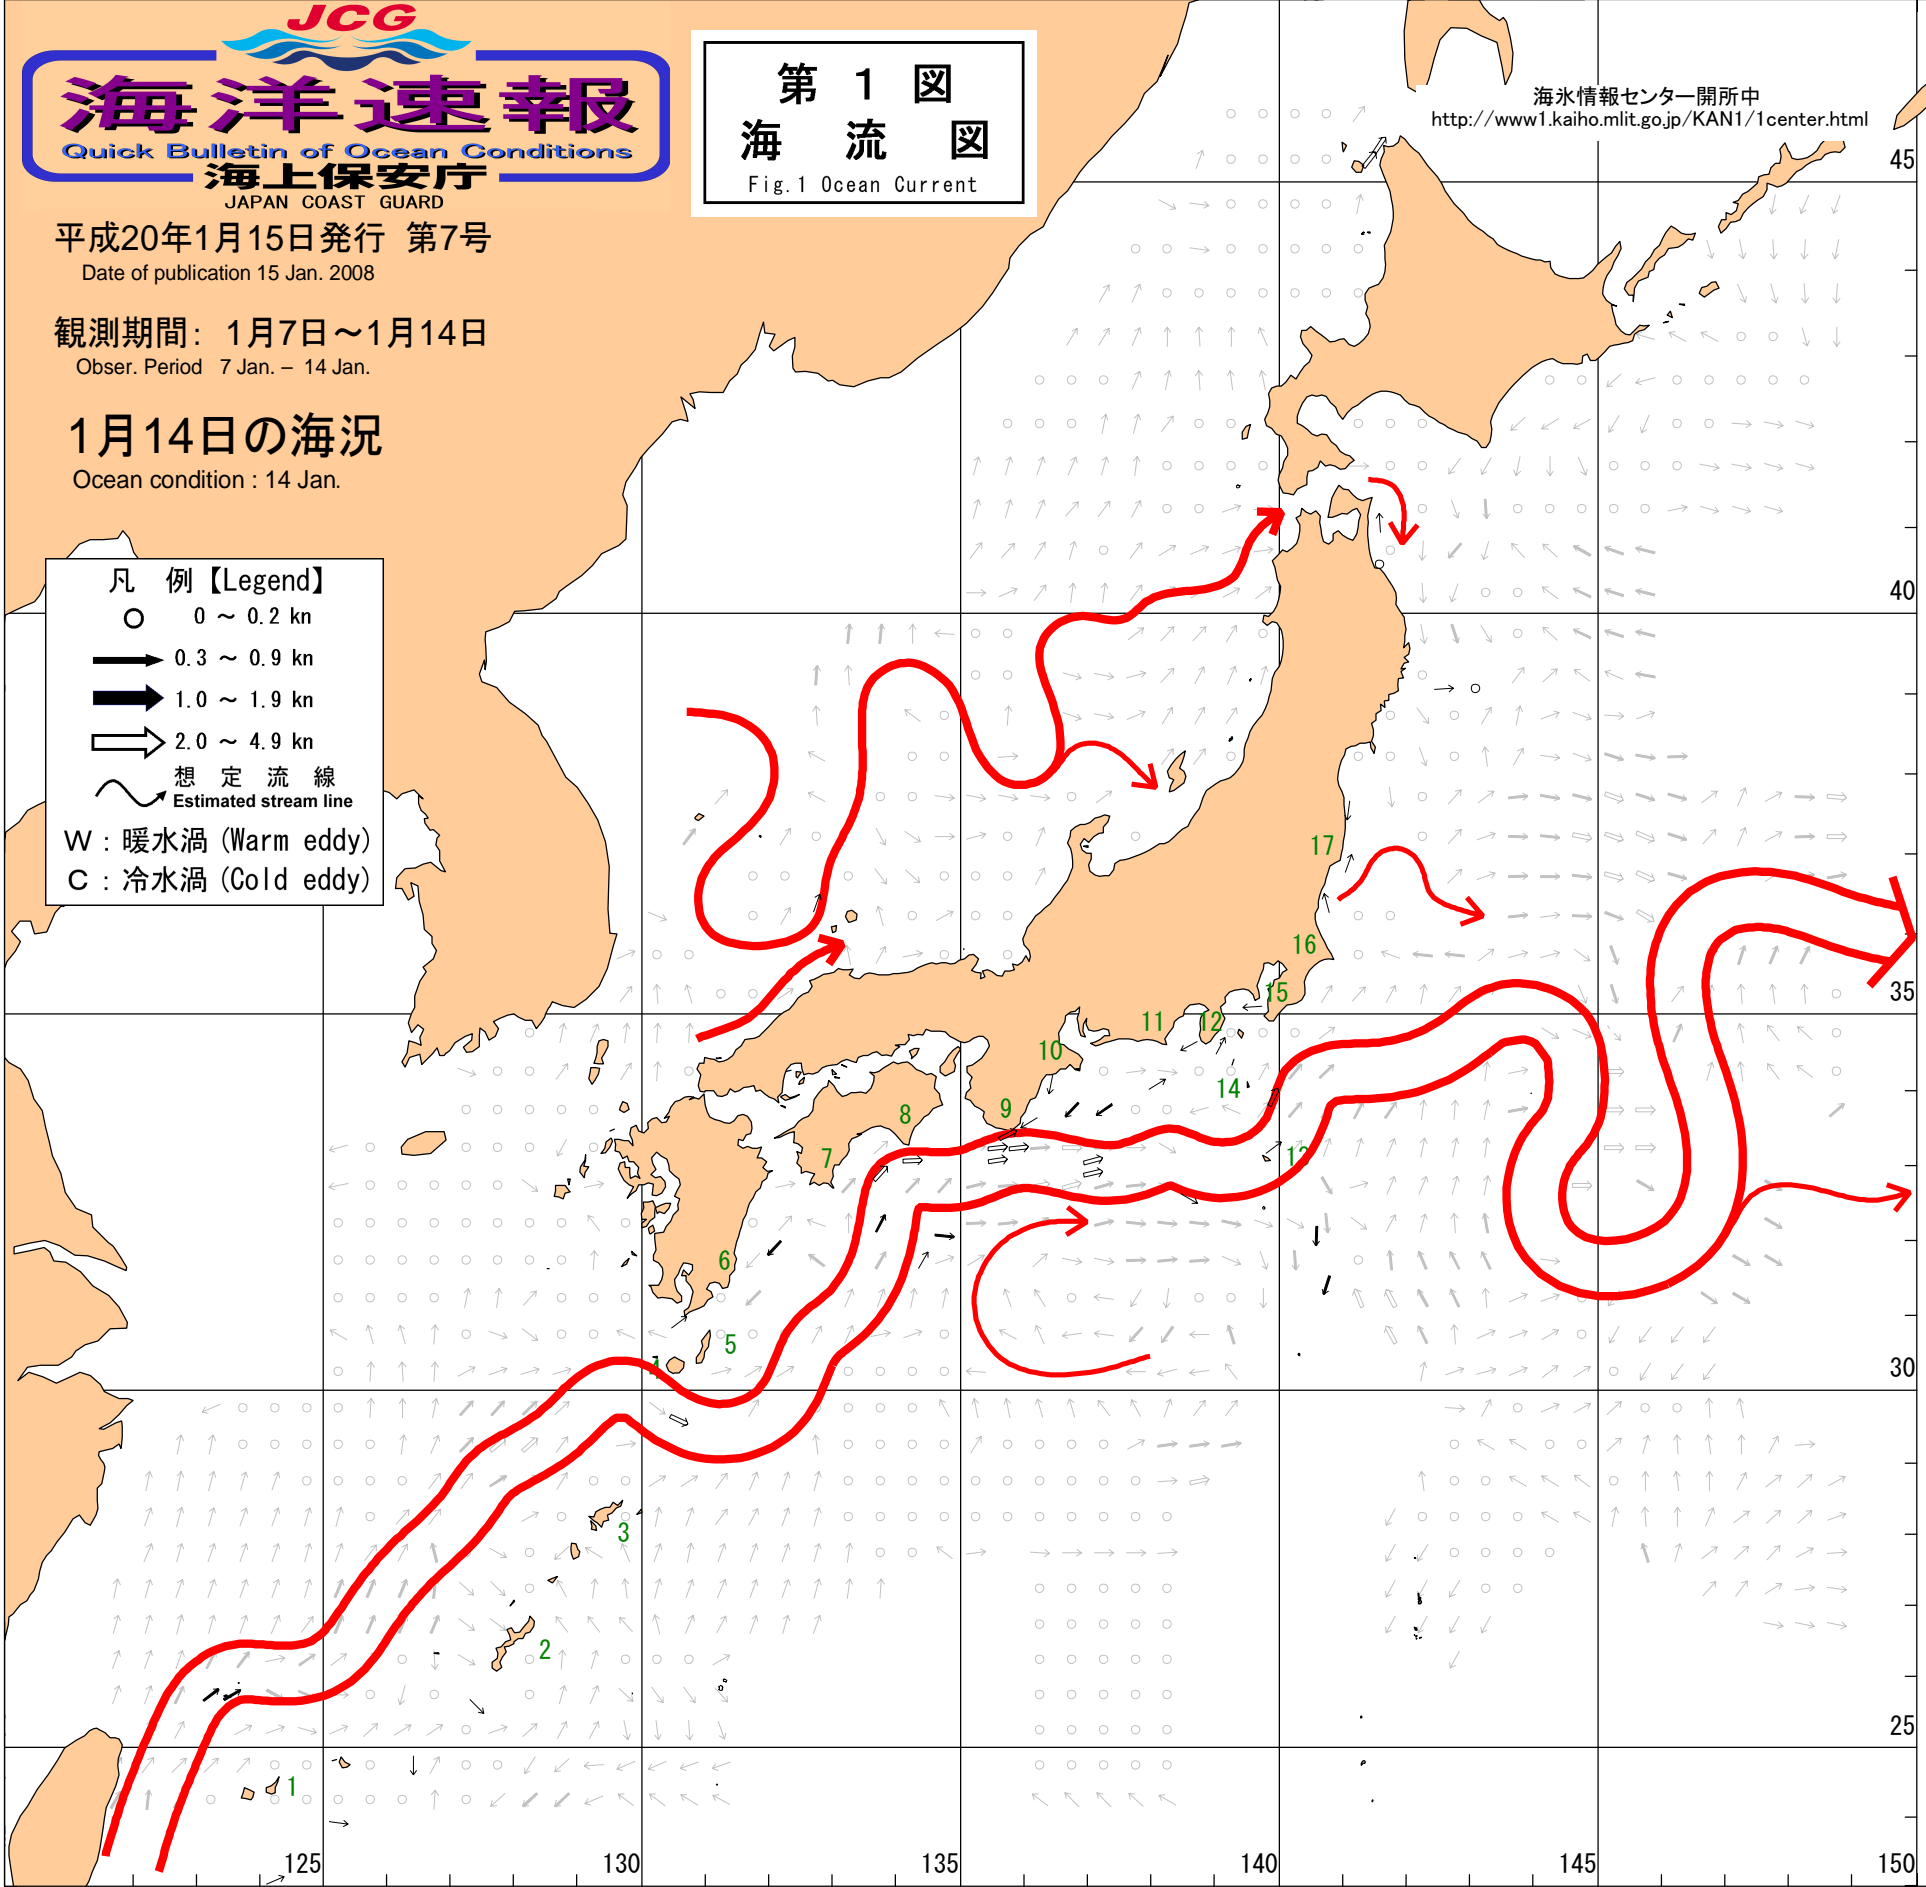 JCG
海洋速報
Quick Bulletin of Ocean Conditions
海上保安庁
JAPAN COAST GUARD
平成20年1月15日発行 第7号
Date of publication 15 Jan. 2008
観測期間: 1月7日～1月14日
Obser. Period 7 Jan. – 14 Jan.
1月14日の海況
Ocean condition : 14 Jan.
第 1 図
海 流 図
Fig.1 Ocean Current
海氷情報センター開所中
http://www1.kaiho.mlit.go.jp/KAN1/1center.html
凡 例【Legend】
0 ～ 0.2 kn
0.3 ～ 0.9 kn
1.0 ～ 1.9 kn
2.0 ～ 4.9 kn
想 定 流 線
Estimated stream line
W : 暖水渦 (Warm eddy)
C : 冷水渦 (Cold eddy)
45
40
17
16
35
15
11
12
10
14
9
8
13
7
6
5
4
30
3
2
25
1
125
130
135
140
145
150